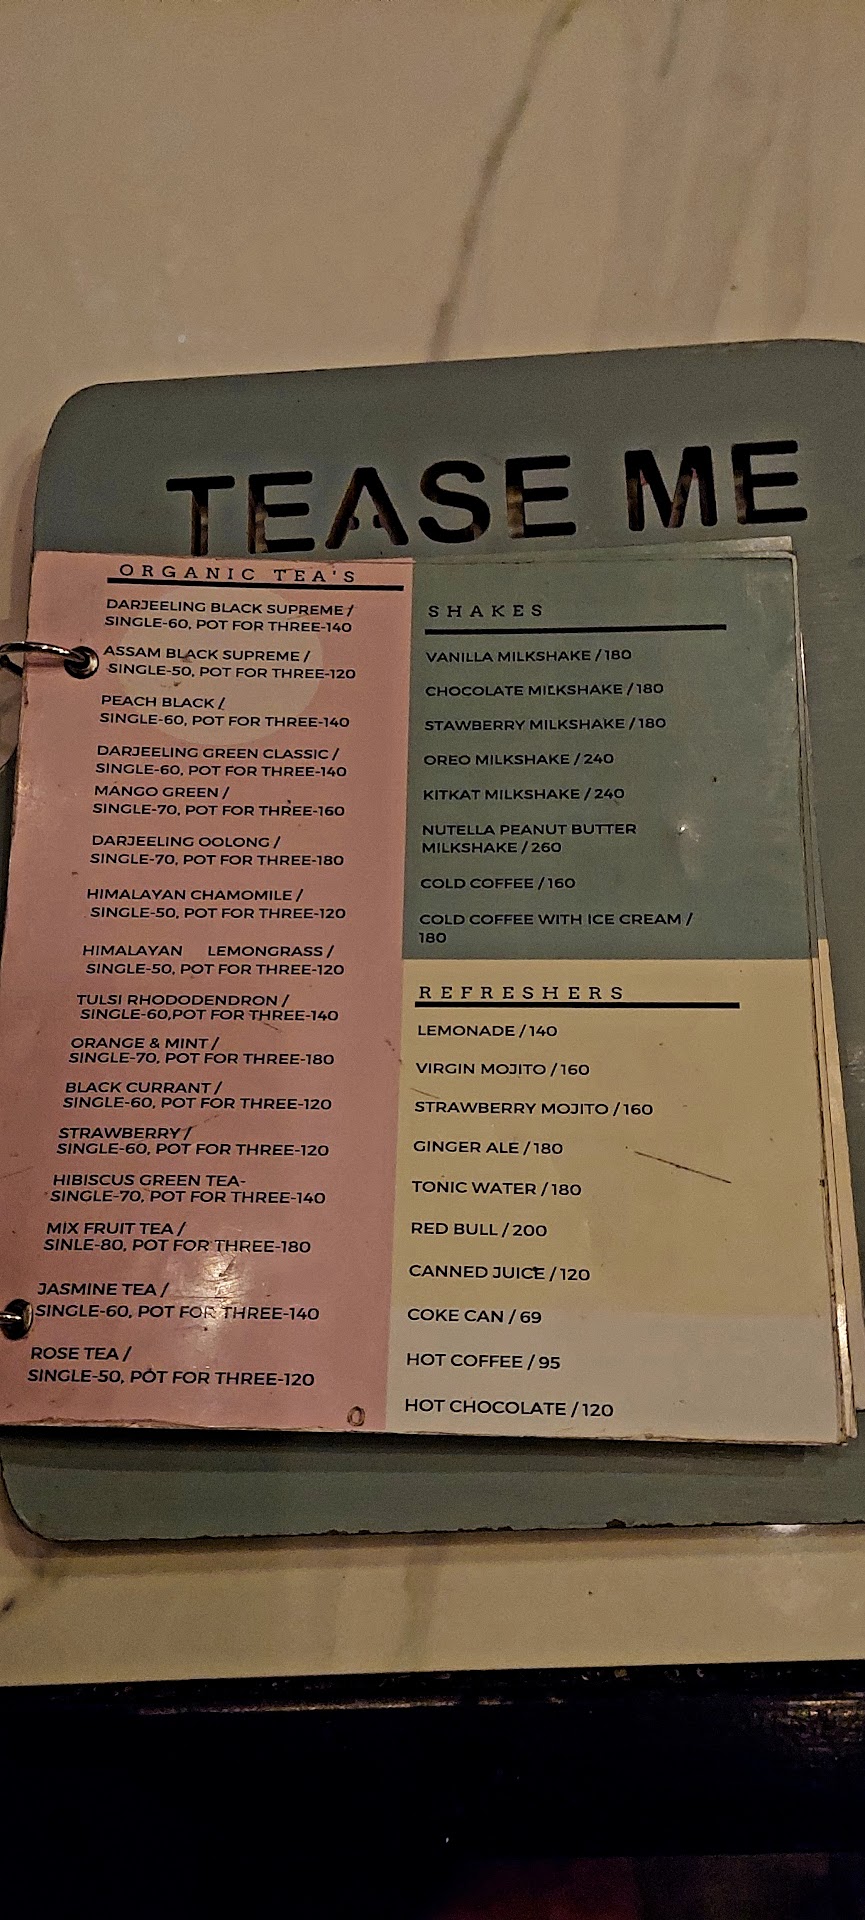 TEASE ME
ORGANIC TEA'S
DARJEELING BLACK SUPREME /
SINGLE-60, POT FOR THREE-140
ASSAM BLACK SUPREME /
SINGLE-50, POT FOR THREE-120
PEACH BLACK /
SINGLE-60, POT FOR THREE-140
DARJEELING GREEN CLASSIC /
SINGLE-60, POT FOR THREE-140
MANGO GREEN /
SINGLE-70, POT FOR THREE-160
DARJEELING OOLONG /
SINGLE-70, POT FOR THREE-180
HIMALAYAN CHAMOMILE /
SINGLE-50, POT FOR THREE-120
HIMALAYAN LEMONGRASS /
SINGLE-50, POT FOR THREE-120
TULSI RHODODENDRON /
SINGLE-60,POT FOR THREE-140
ORANGE & MINT /
SINGLE-70, POT FOR THREE-180
BLACK CURRANT /
SINGLE-60, POT FOR THREE-120
STRAWBERRY /
SINGLE-60, POT FOR THREE-120
HIBISCUS GREEN TEA-
SINGLE-70, POT FOR THREE-140
MIX FRUIT TEA /
SINLE-80, POT FOR THREE-180
JASMINE TEA /
SINGLE-60, POT FOR THREE-140
ROSE TEA /
SINGLE-50, POT FOR THREE-120
SHAKES
VANILLA MILKSHAKE / 180
CHOCOLATE MILKSHAKE / 180
STAWBERRY MILKSHAKE / 180
OREO MILKSHAKE / 240
KITKAT MILKSHAKE / 240
NUTELLA PEANUT BUTTER
MILKSHAKE / 260
COLD COFFEE / 160
COLD COFFEE WITH ICE CREAM /
180
REFRESHERS
LEMONADE / 140
VIRGIN MOJITO / 160
STRAWBERRY MOJITO / 160
GINGER ALE / 180
TONIC WATER / 180
RED BULL / 200
CANNED JUICE / 120
COKE CAN / 69
HOT COFFEE / 95
HOT CHOCOLATE / 120